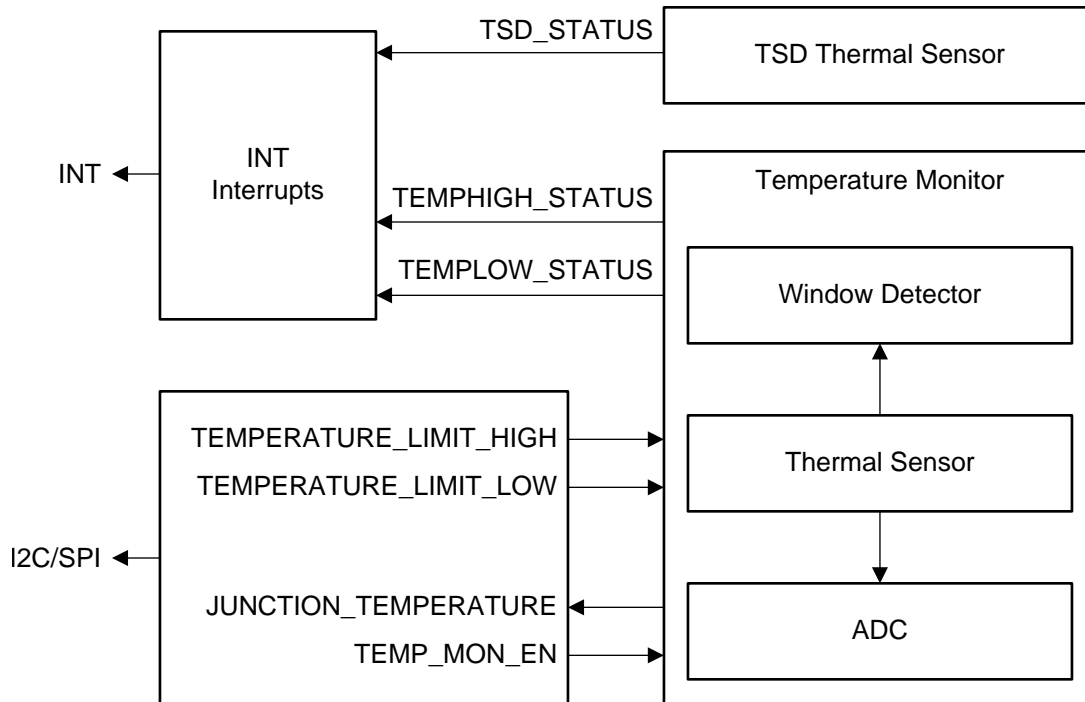 TSD_STATUS
TSD Thermal Sensor
INT
INT
Interrupts
TEMPHIGH_STATUS
TEMPLOW_STATUS
Temperature Monitor
Window Detector
Thermal Sensor
ADC
I2C/SPI
TEMPERATURE_LIMIT_HIGH
TEMPERATURE_LIMIT_LOW
JUNCTION_TEMPERATURE
TEMP_MON_EN